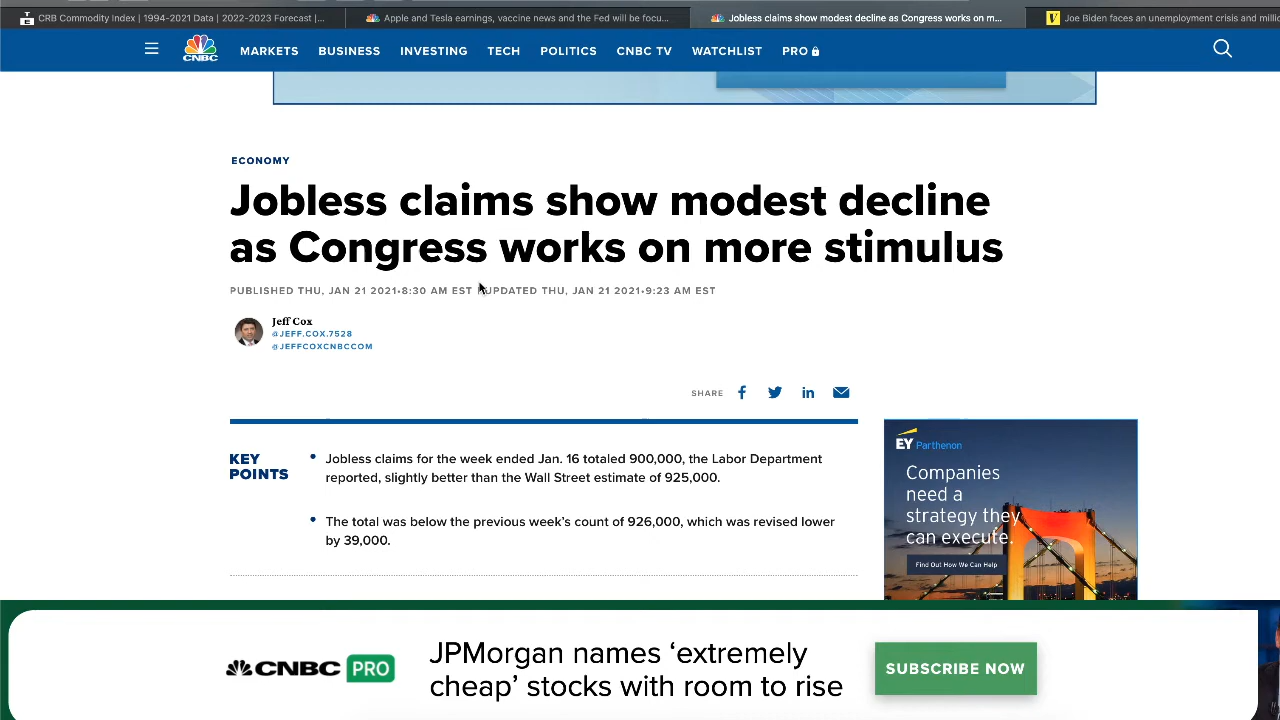 CRB Commodity Index | 1994-2021 Data | 2022-2023 Forecast |...
Apple and Tesla earnings, vaccine news and the Fed will be focu...
Jobless claims show modest decline as Congress works on m...
Joe Biden faces an unemployment crisis and millio
CNBC
MARKETS BUSINESS INVESTING TECH POLITICS CNBC TV WATCHLIST PRO
ECONOMY
Jobless claims show modest decline
as Congress works on more stimulus
PUBLISHED THU, JAN 21 2021•8:30 AM EST UPDATED THU, JAN 21 2021•9:23 AM EST
Jeff Cox
@JEFF.COX.7528
@JEFFCOXCNBCCOM
SHARE
KEY
POINTS
Jobless claims for the week ended Jan. 16 totaled 900,000, the Labor Department
reported, slightly better than the Wall Street estimate of 925,000.
The total was below the previous week's count of 926,000, which was revised lower
by 39,000.
EY Parthenon
Companies
need a
strategy they
can execute.
Find Out How We Can Help
CNBC PRO
JPMorgan names ‘extremely
cheap’ stocks with room to rise
SUBSCRIBE NOW